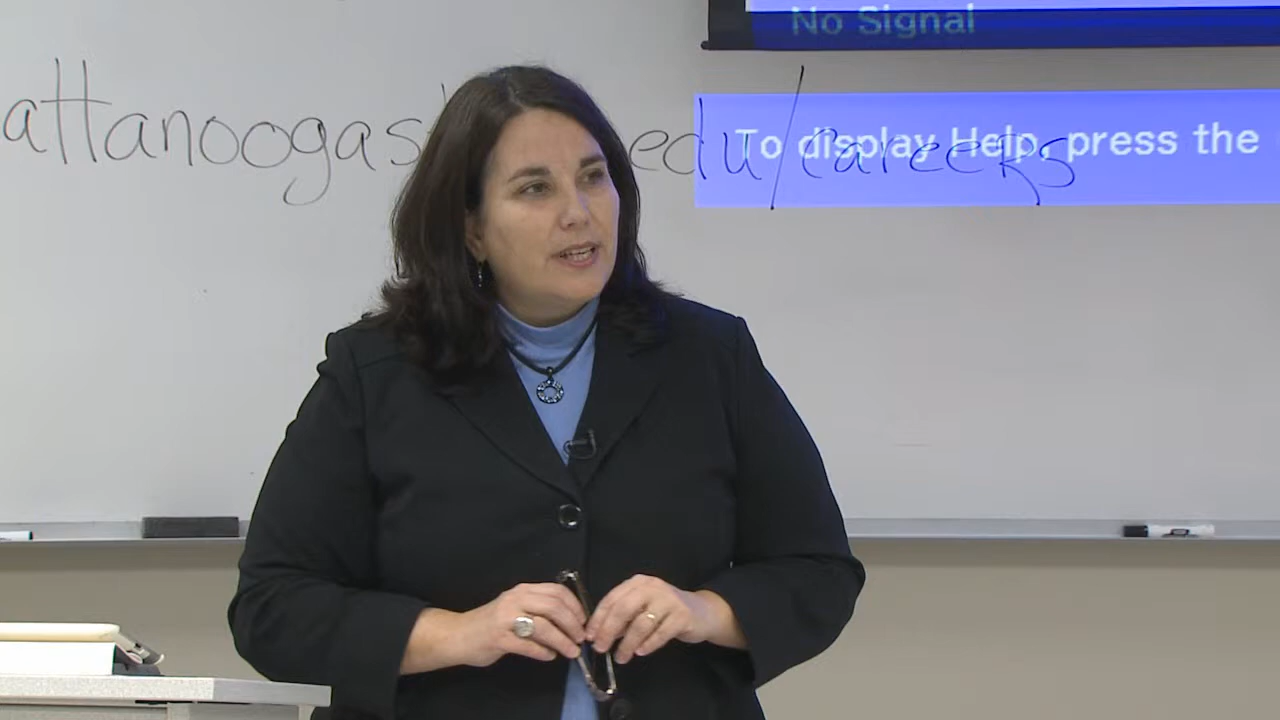 No Signal
attanoogas edu/careers
To display Help, press the